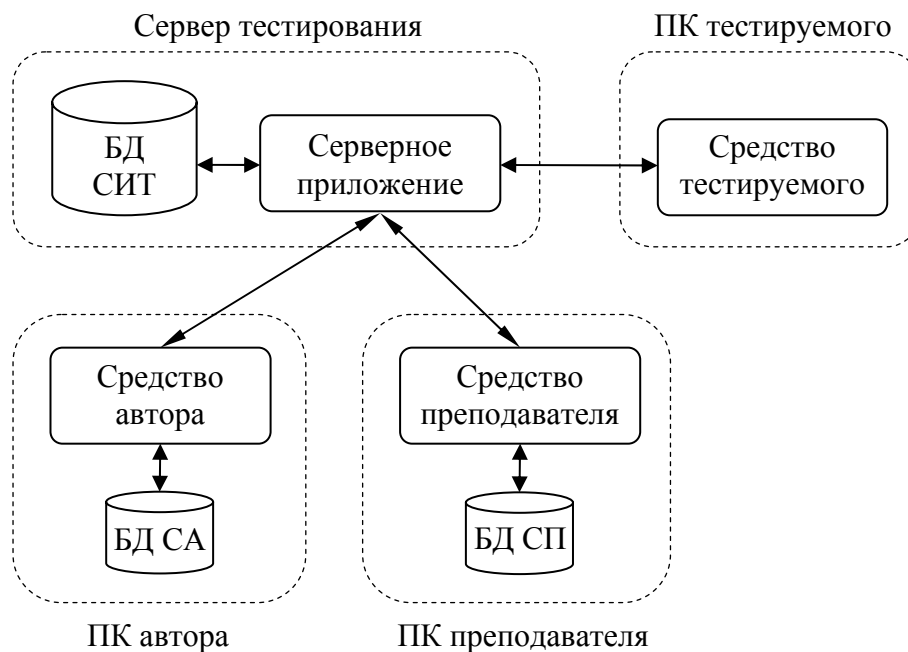 Сервер тестирования
ПК тестируемого
БД
СИТ
Серверное
приложение
Средство
тестируемого
Средство
автора
Средство
преподавателя
БД СА
БД СП
ПК автора
ПК преподавателя